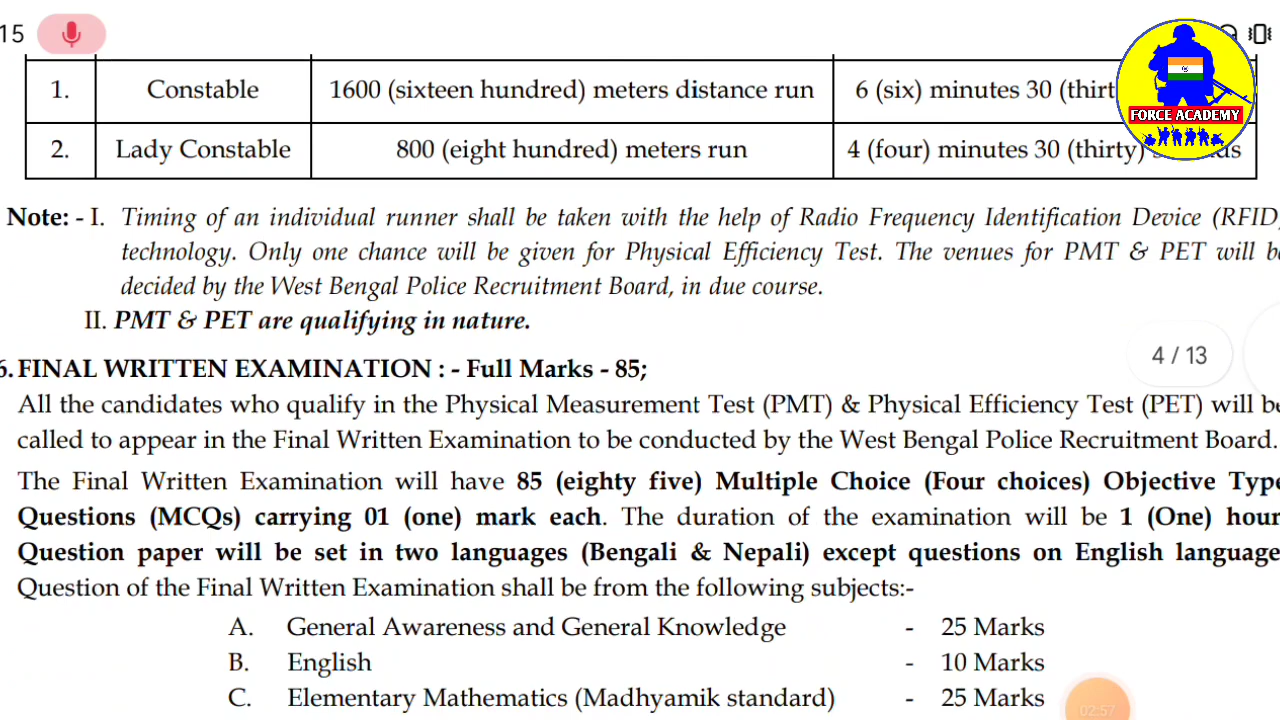 15
1. Constable 1600 (sixteen hundred) meters distance run 6 (six) minutes 30
FORCE ACADEMY
2. Lady Constable 800 (eight hundred) meters run 4 (four) minutes 30 (thirty)
Note: - I. Timing of an individual runner shall be taken with the help of Radio Frequency Identification Device (RFID)
technology. Only one chance will be given for Physical Efficiency Test. The venues for PMT & PET will be
decided by the West Bengal Police Recruitment Board, in due course.
II. PMT & PET are qualifying in nature.
4 / 13
6. FINAL WRITTEN EXAMINATION : - Full Marks - 85;
All the candidates who qualify in the Physical Measurement Test (PMT) & Physical Efficiency Test (PET) will be
called to appear in the Final Written Examination to be conducted by the West Bengal Police Recruitment Board.
The Final Written Examination will have 85 (eighty five) Multiple Choice (Four choices) Objective Type
Questions (MCQs) carrying 01 (one) mark each. The duration of the examination will be 1 (One) hour
Question paper will be set in two languages (Bengali & Nepali) except questions on English language
Question of the Final Written Examination shall be from the following subjects:-
A. General Awareness and General Knowledge - 25 Marks
B. English - 10 Marks
C. Elementary Mathematics (Madhyamik standard) - 25 Marks
02:57